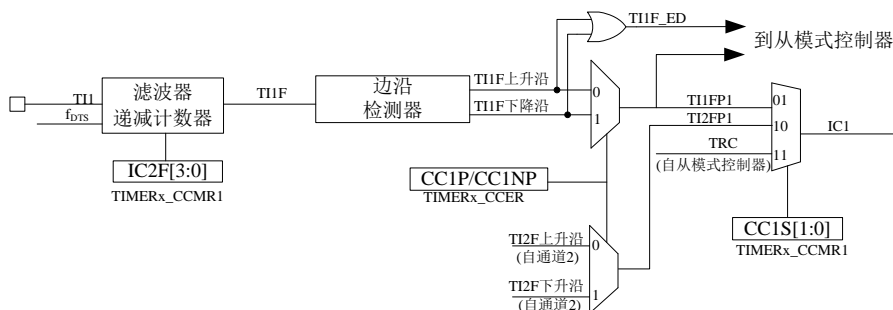 TI1F_ED
到从模式控制器
TI1
f_DTS
滤波器
递减计数器
TI1F
边沿
检测器
TI1F上升沿
TI1F下降沿
0
1
TI1FP1
TI2FP1
TRC
(自从模式控制器)
01
10
11
IC1
IC2F[3:0]
TIMERx_CCMR1
CC1P/CC1NP
TIMERx_CCER
CC1S[1:0]
TIMERx_CCMR1
TI2F上升沿
(自通道2)
TI2F下升沿
(自通道2)
0
1